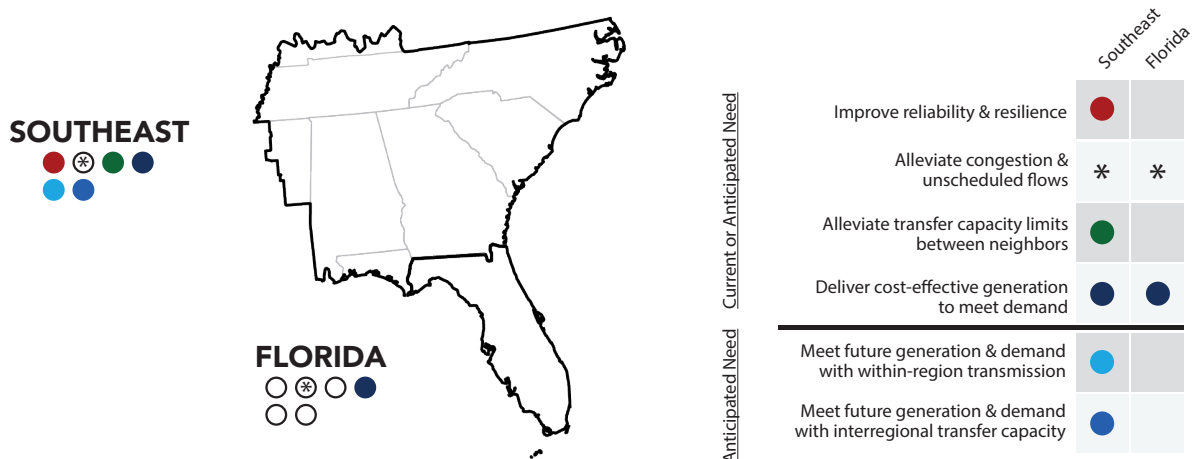 Southeast
Florida
SOUTHEAST
*
FLORIDA
*
Current or Anticipated Need
Improve reliability & resilience
Alleviate congestion &
unscheduled flows
* *
Alleviate transfer capacity limits
between neighbors
Deliver cost-effective generation
to meet demand
Anticipated Need
Meet future generation & demand
with within-region transmission
Meet future generation & demand
with interregional transfer capacity